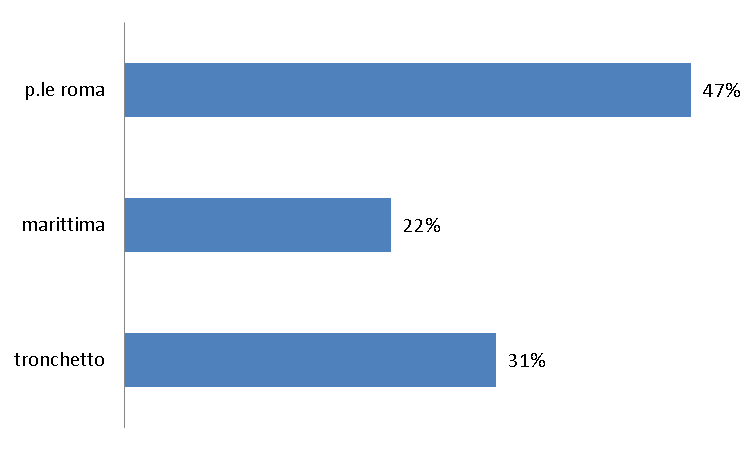 p.le roma 47%
marittima 22%
tronchetto 31%